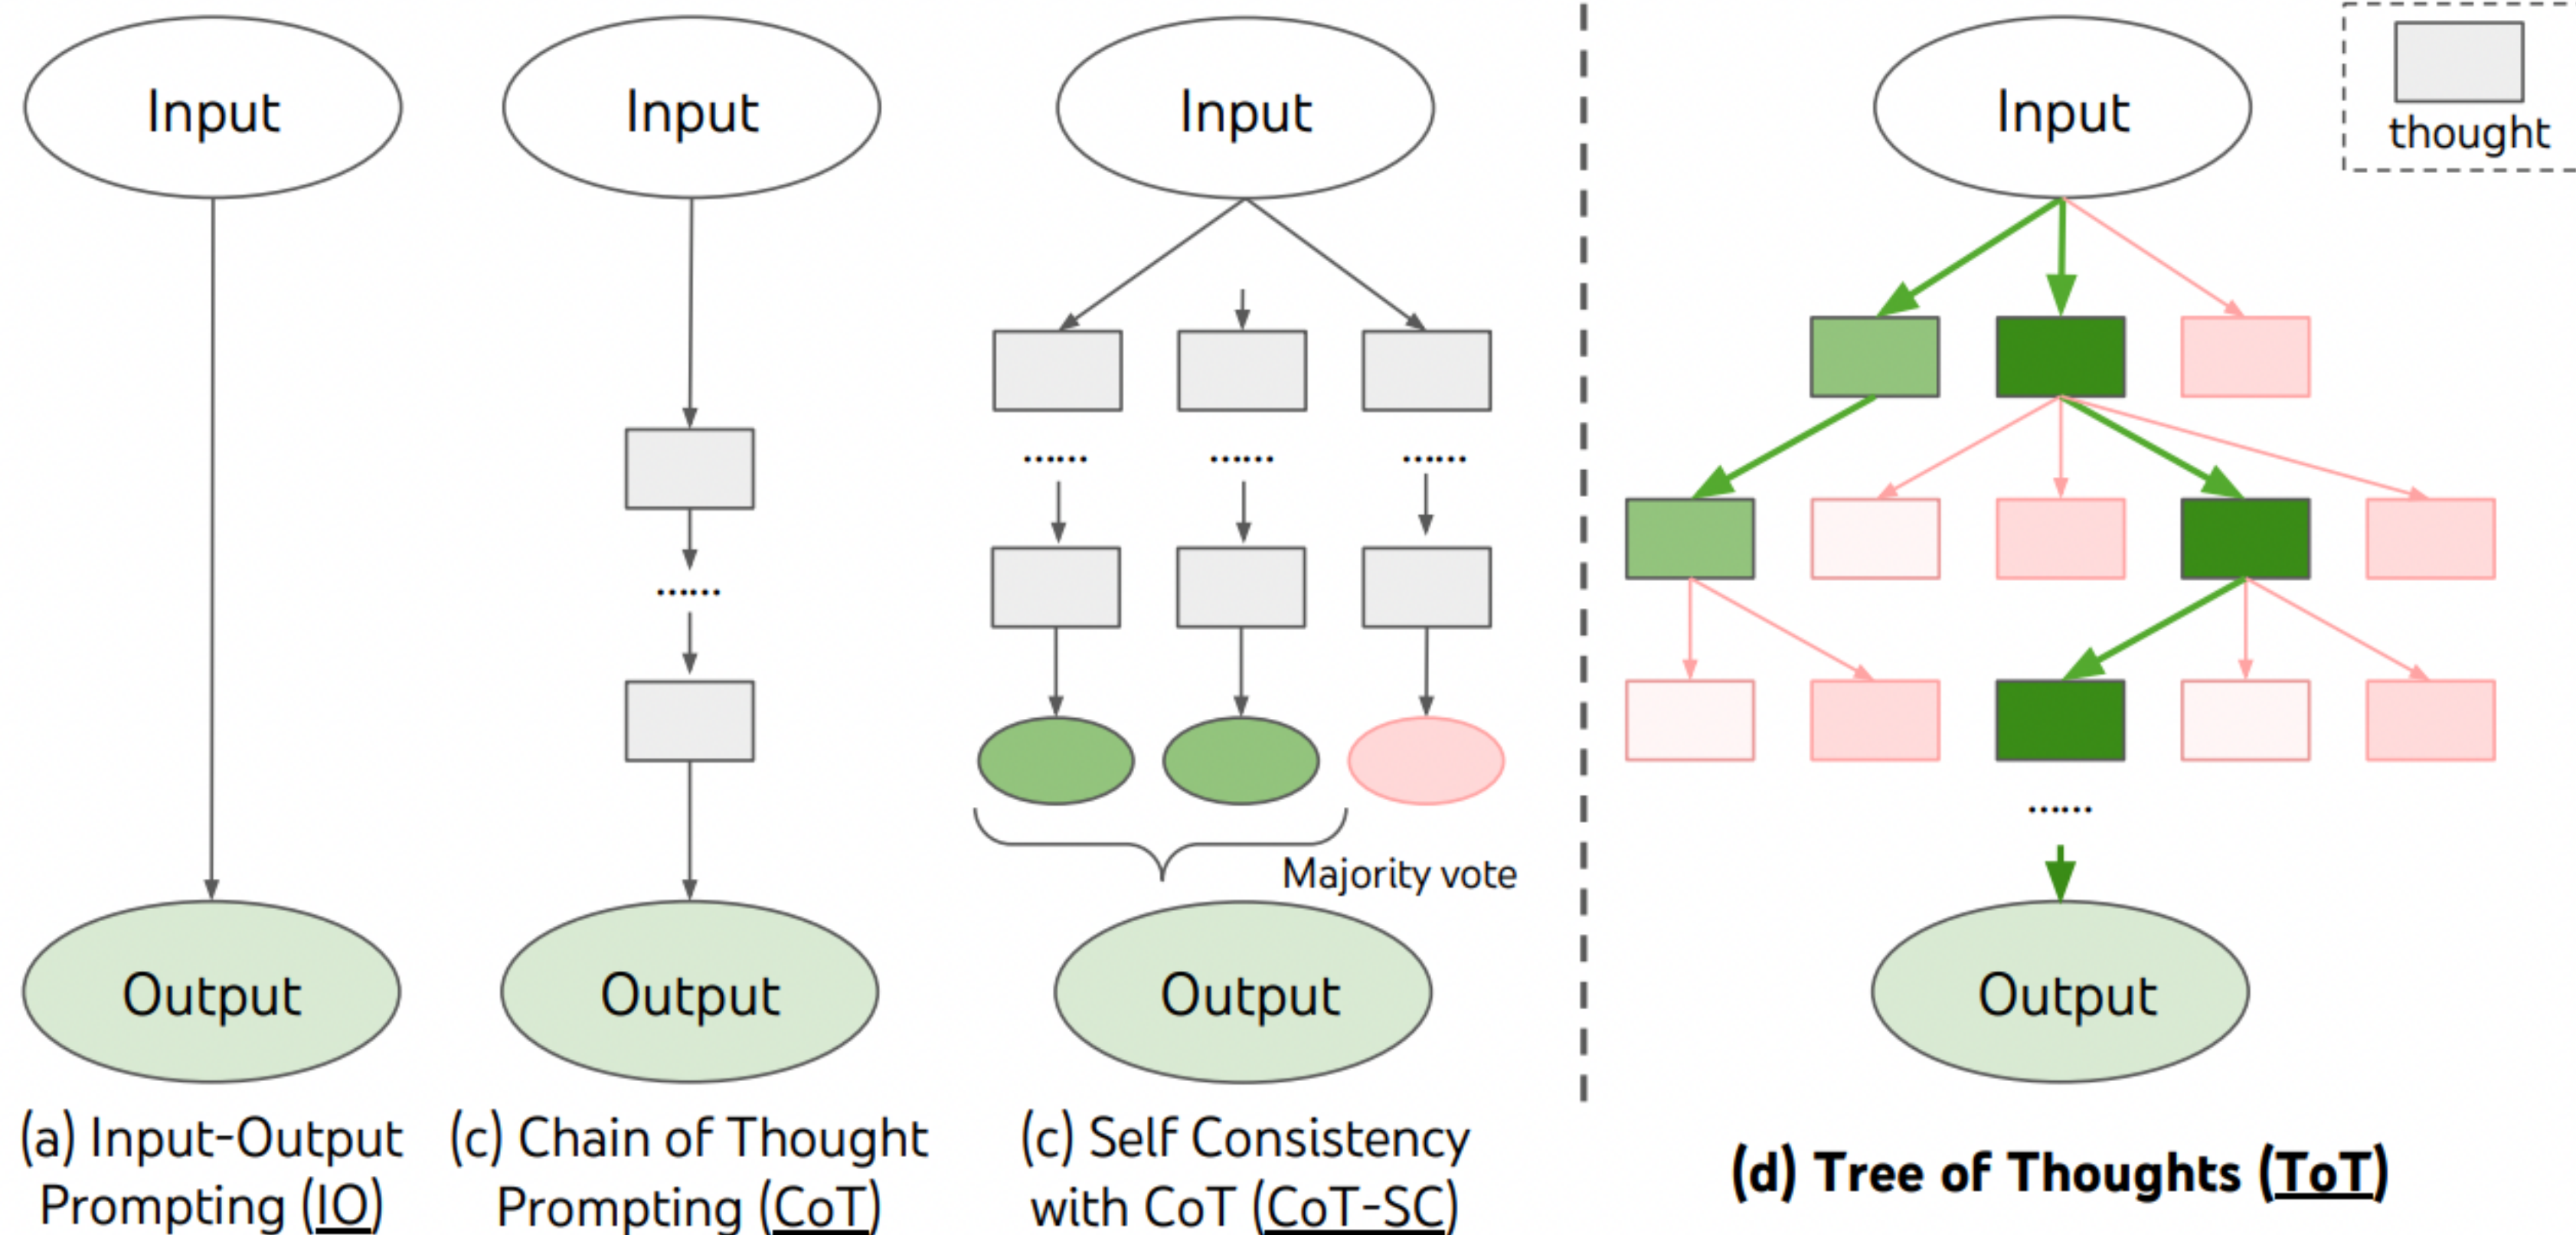 Input
Output
(a) Input-Output
Prompting (IO)
Input
......
Output
(c) Chain of Thought
Prompting (CoT)
Input
...... ...... ......
Majority vote
Output
(c) Self Consistency
with CoT (CoT-SC)
thought
Input
......
Output
(d) Tree of Thoughts (ToT)